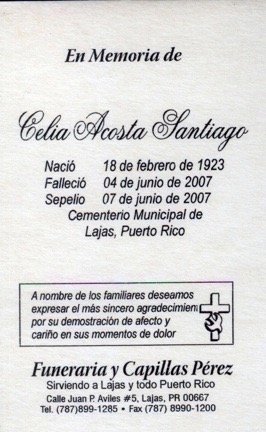 En Memoria de
Celia Acosta Santiago
Nació 18 de febrero de 1923
Falleció 04 de junio de 2007
Sepelio 07 de junio de 2007
Cementerio Municipal de
Lajas, Puerto Rico
A nombre de los familiares deseamos
expresar el más sincero agradecimien
por su demostración de afecto y
cariño en sus momentos de dolor
Funeraria y Capillas Pérez
Sirviendo a Lajas y todo Puerto Rico
Calle Juan P. Aviles #5, Lajas, PR 00667
Tel. (787)899-1285 • Fax (787) 8990-1200